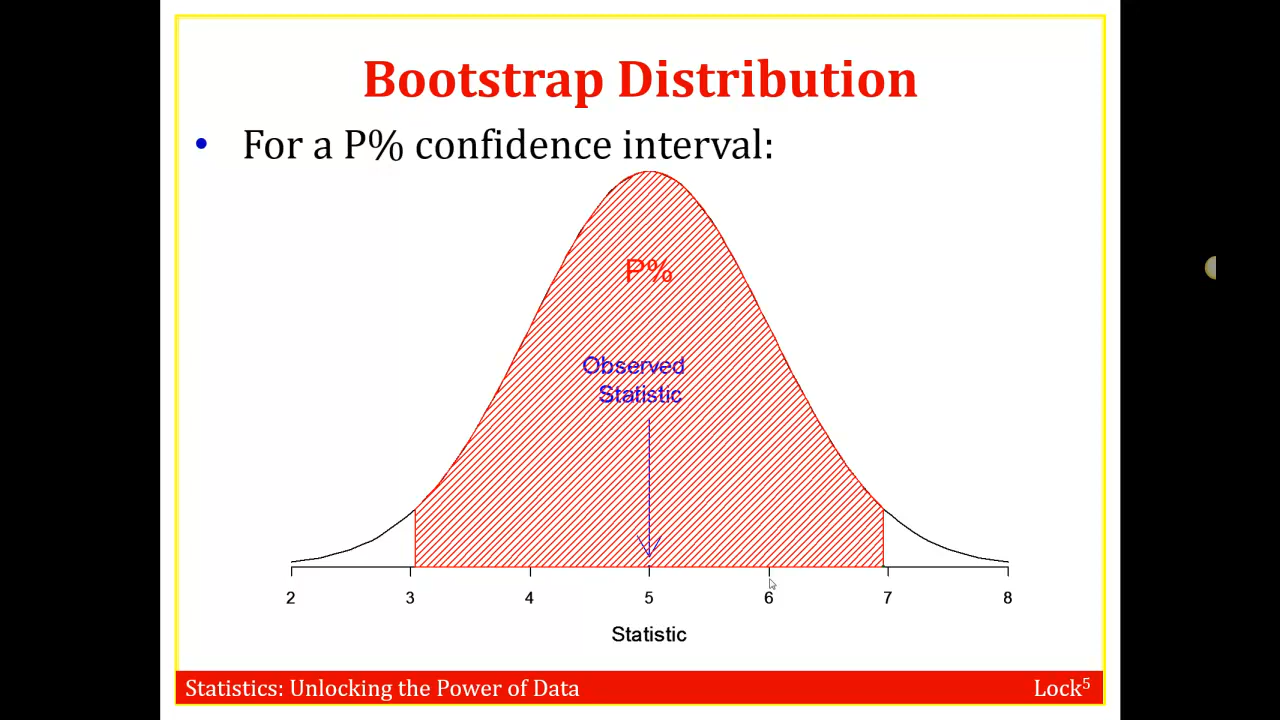 Bootstrap Distribution
• For a P% confidence interval:
P%
Observed
Statistic
2 3 4 5 6 7 8
Statistic
Statistics: Unlocking the Power of Data Lock⁵